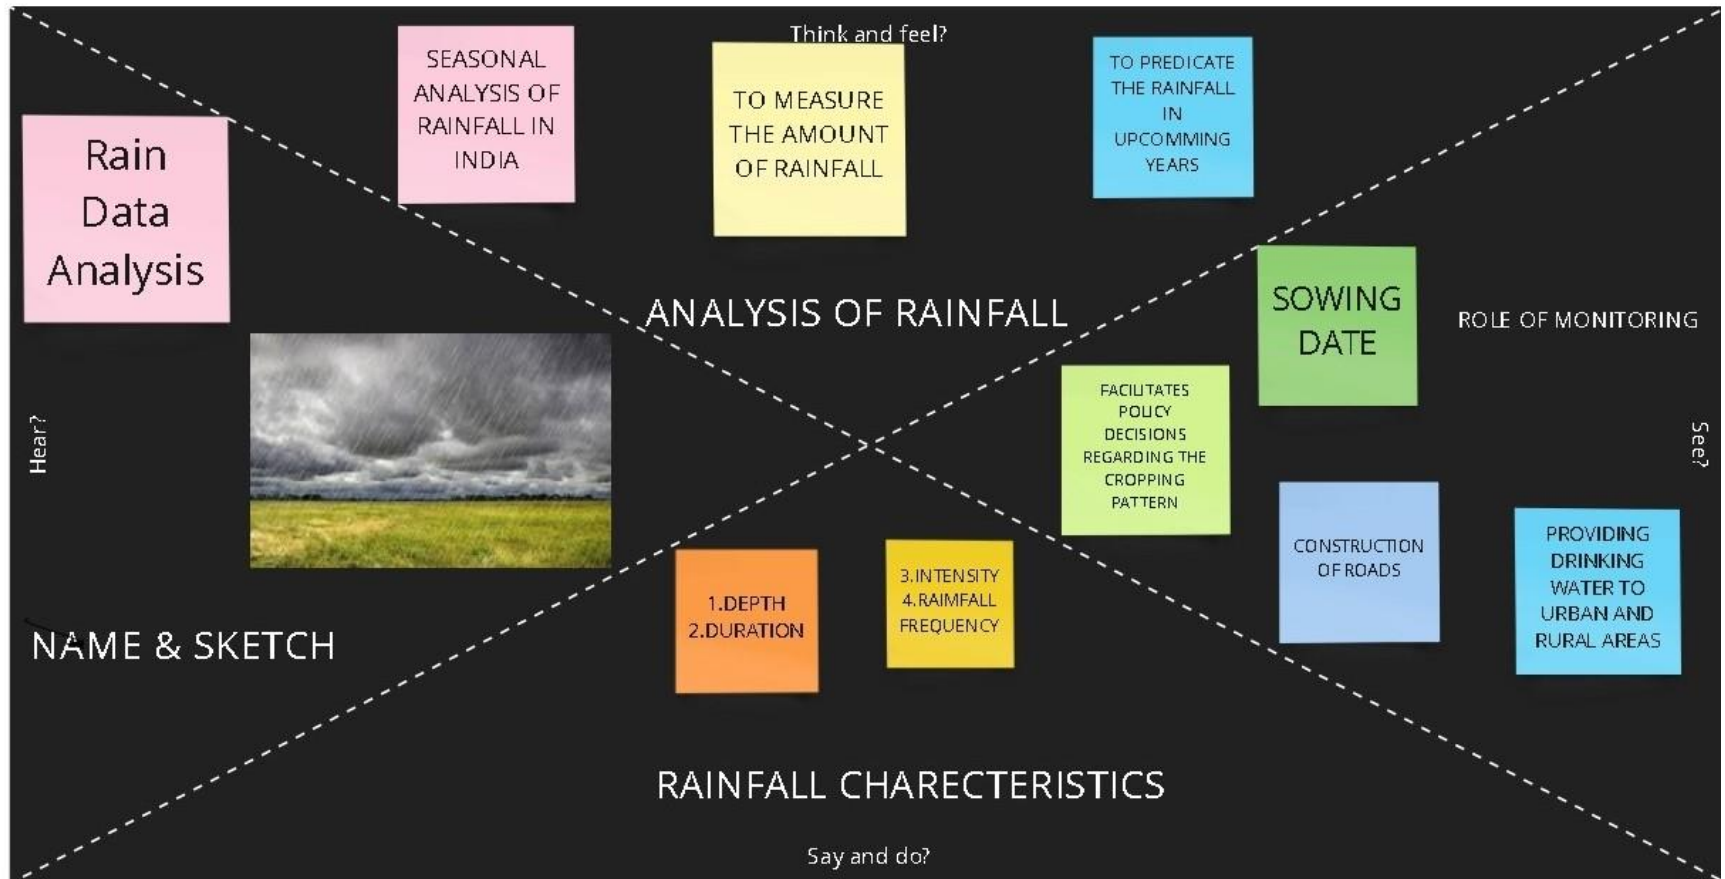 Think and feel?
SEASONAL
ANALYSIS OF
RAINFALL IN
INDIA
TO MEASURE
THE AMOUNT
OF RAINFALL
TO PREDICATE
THE RAINFALL
IN
UPCOMMING
YEARS
Rain
Data
Analysis
ANALYSIS OF RAINFALL
SOWING
DATE
ROLE OF MONITORING
Hear?
FACILITATES
POLICY
DECISIONS
REGARDING THE
CROPPING
PATTERN
See?
CONSTRUCTION
OF ROADS
PROVIDING
DRINKING
WATER TO
URBAN AND
RURAL AREAS
1.DEPTH
2.DURATION
3.INTENSITY
4.RAIMFALL
FREQUENCY
NAME & SKETCH
RAINFALL CHARECTERISTICS
Say and do?